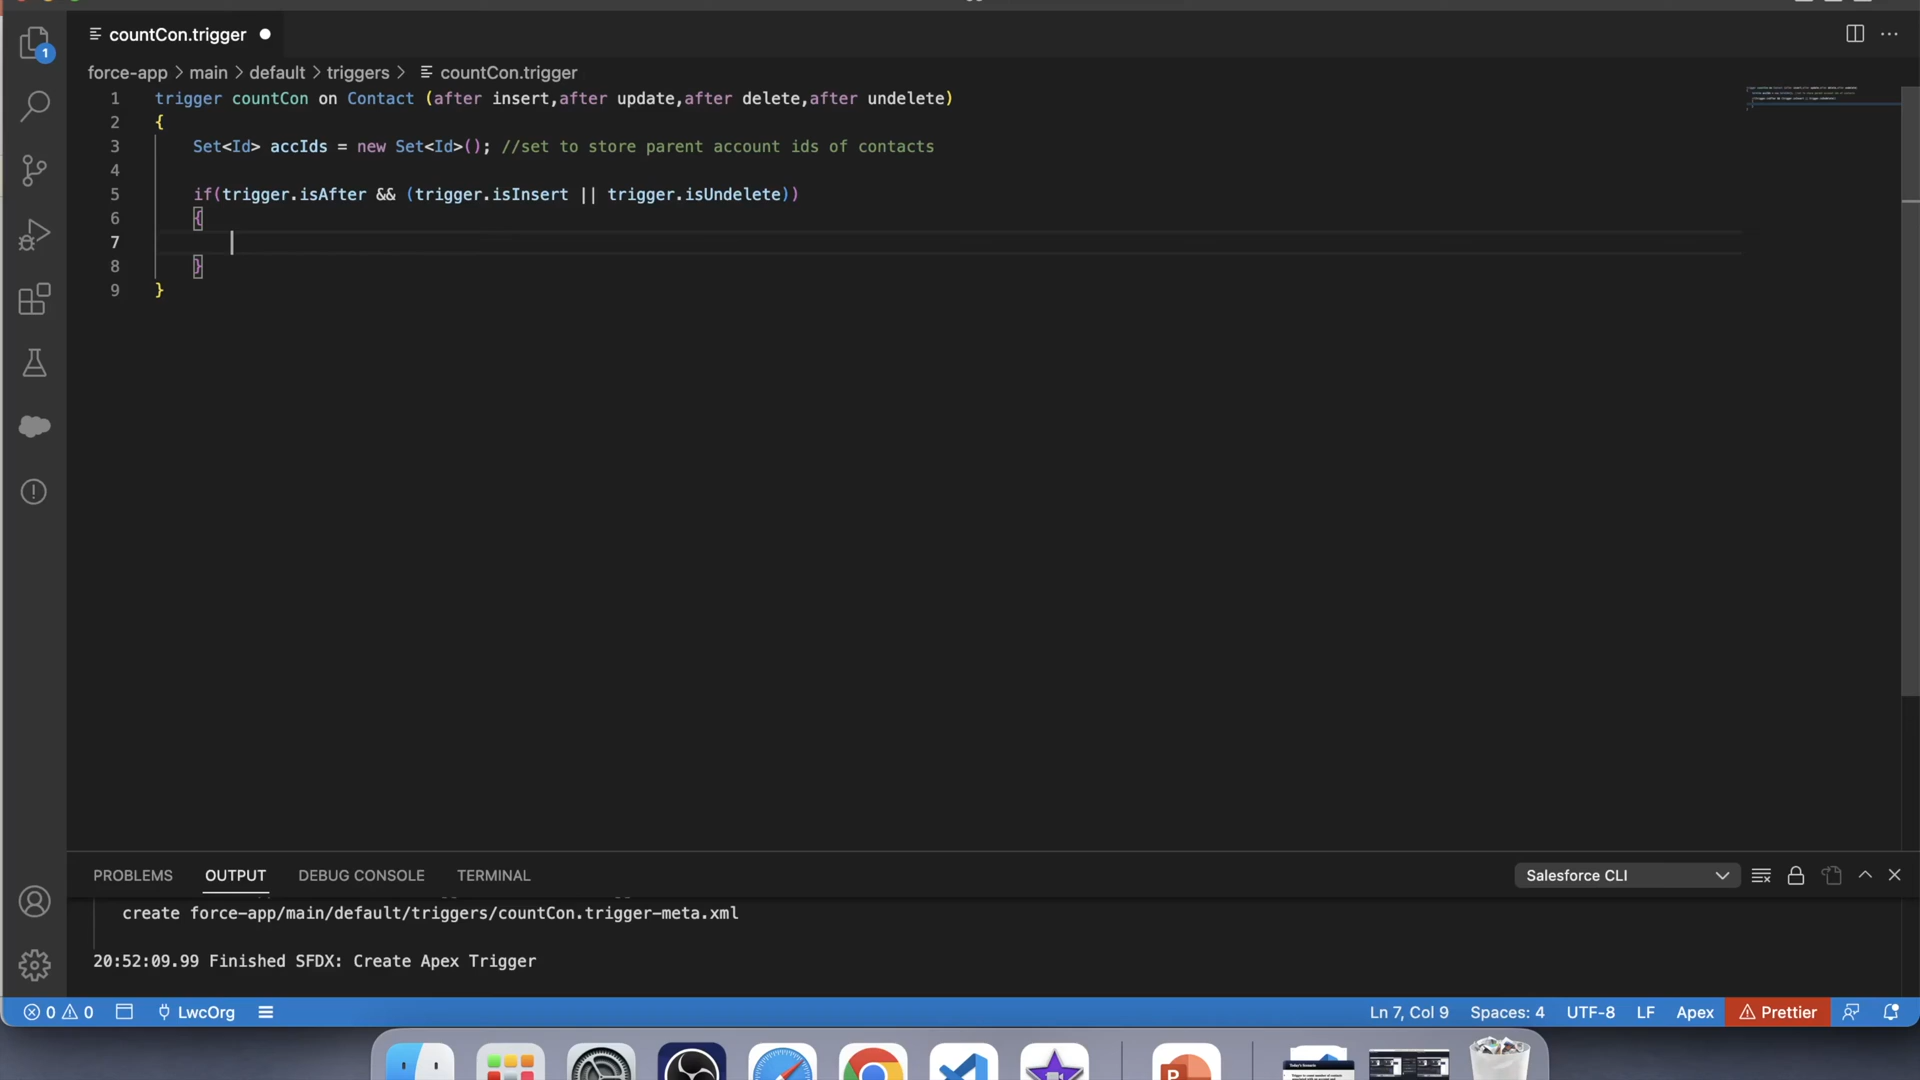 countCon.trigger
force-app > main > default > triggers > countCon.trigger
1 trigger countCon on Contact (after insert,after update,after delete,after undelete)
2 {
3 Set<Id> accIds = new Set<Id>(); //set to store parent account ids of contacts
4
5 if(trigger.isAfter && (trigger.isInsert || trigger.isUndelete))
6 {
7
8 }
9 }
1
PROBLEMS OUTPUT DEBUG CONSOLE TERMINAL Salesforce CLI
create force-app/main/default/triggers/countCon.trigger-meta.xml
20:52:09.99 Finished SFDX: Create Apex Trigger
0 0 LwcOrg Ln 7, Col 9 Spaces: 4 UTF-8 LF Apex Prettier